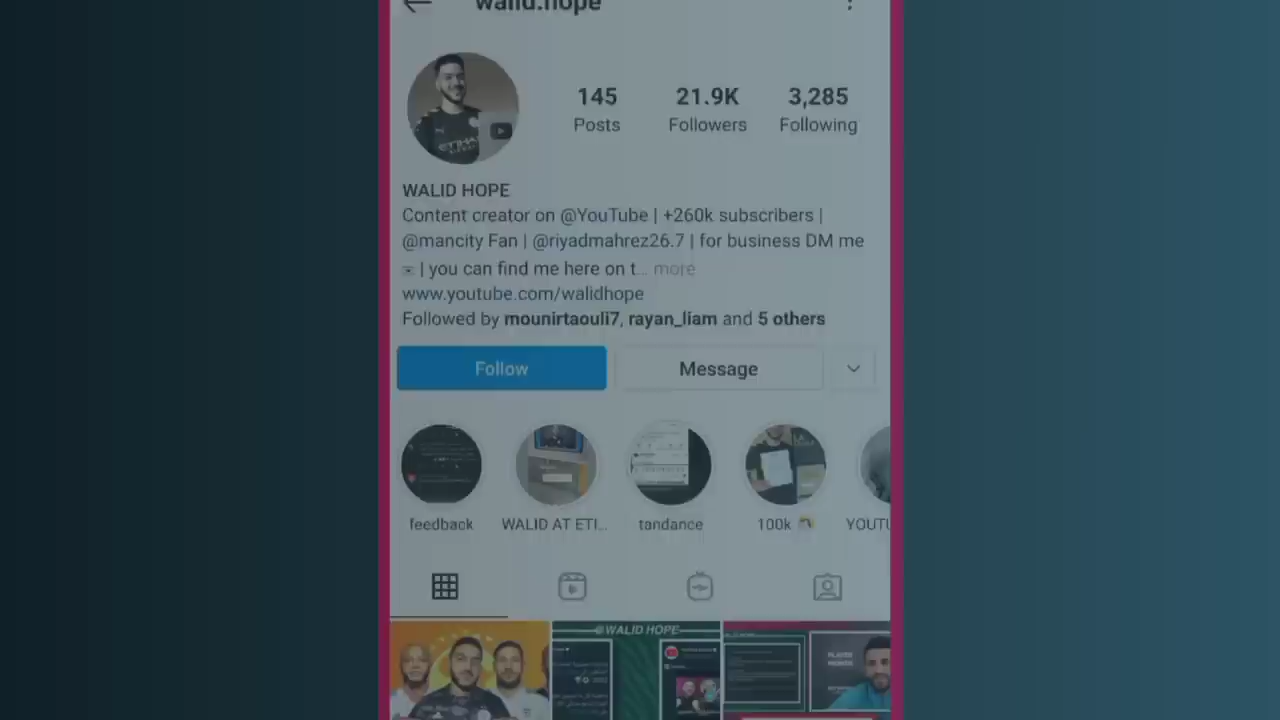 walid.hope
145
21.9K
3,285
Posts
Followers
Following
WALID HOPE
Content creator on @YouTube | +260k subscribers |
@mancity Fan | @riyadmahrez26.7 | for business DM me
✉ | you can find me here on t... more
www.youtube.com/walidhope
Followed by mounirtaouli7, rayan_liam and 5 others
Follow
Message
feedback
WALID AT ETI...
tandance
100k
YOUTU
@WALID HOPE